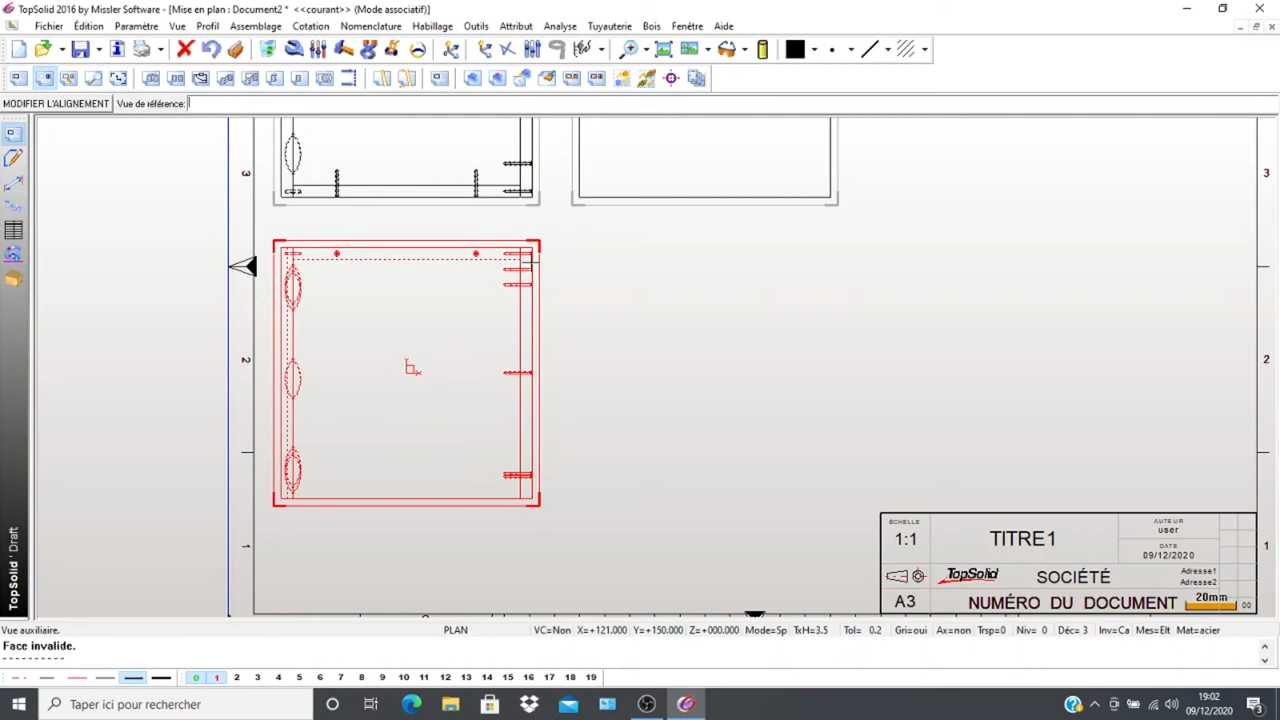 TopSolid 2016 by Missler Software - [Mise en plan : Document2 * <<courant>> (Mode associatif)]
Fichier Édition Paramètre Vue Profil Assemblage Cotation Nomenclature Outils Attribut Analyse Tuyauterie Bois Fenêtre Aide
MODIFIER L'ALIGNEMENT Vue de référence:
3 3
Y
X
2 2
1 1
ÉCHELLE
1:1
TITRE1
AUTEUR
user
DATE
09/12/2020
TopSolid
SOCIÉTÉ
Adresse1
Adresse2
A3
NUMÉRO DU DOCUMENT
20mm
00
TopSolid ' Draft
Vue auxiliaire. PLAN VC=Non X=+121.000 Y=+150.000 Z=+000.000 Mode=Sp TxH=3.5 Tol= 0.2 Gri=oui Ax=non Trsp=0 Niv= 0 Déc= 3 Inv=Ca Mes=Elt Mat=acier
Face invalide.
----------
0 1 2 3 4 5 6 7 8 9 10 11 12 13 14 15 16 17 18 19
Taper ici pour rechercher
19:02
09/12/2020
3